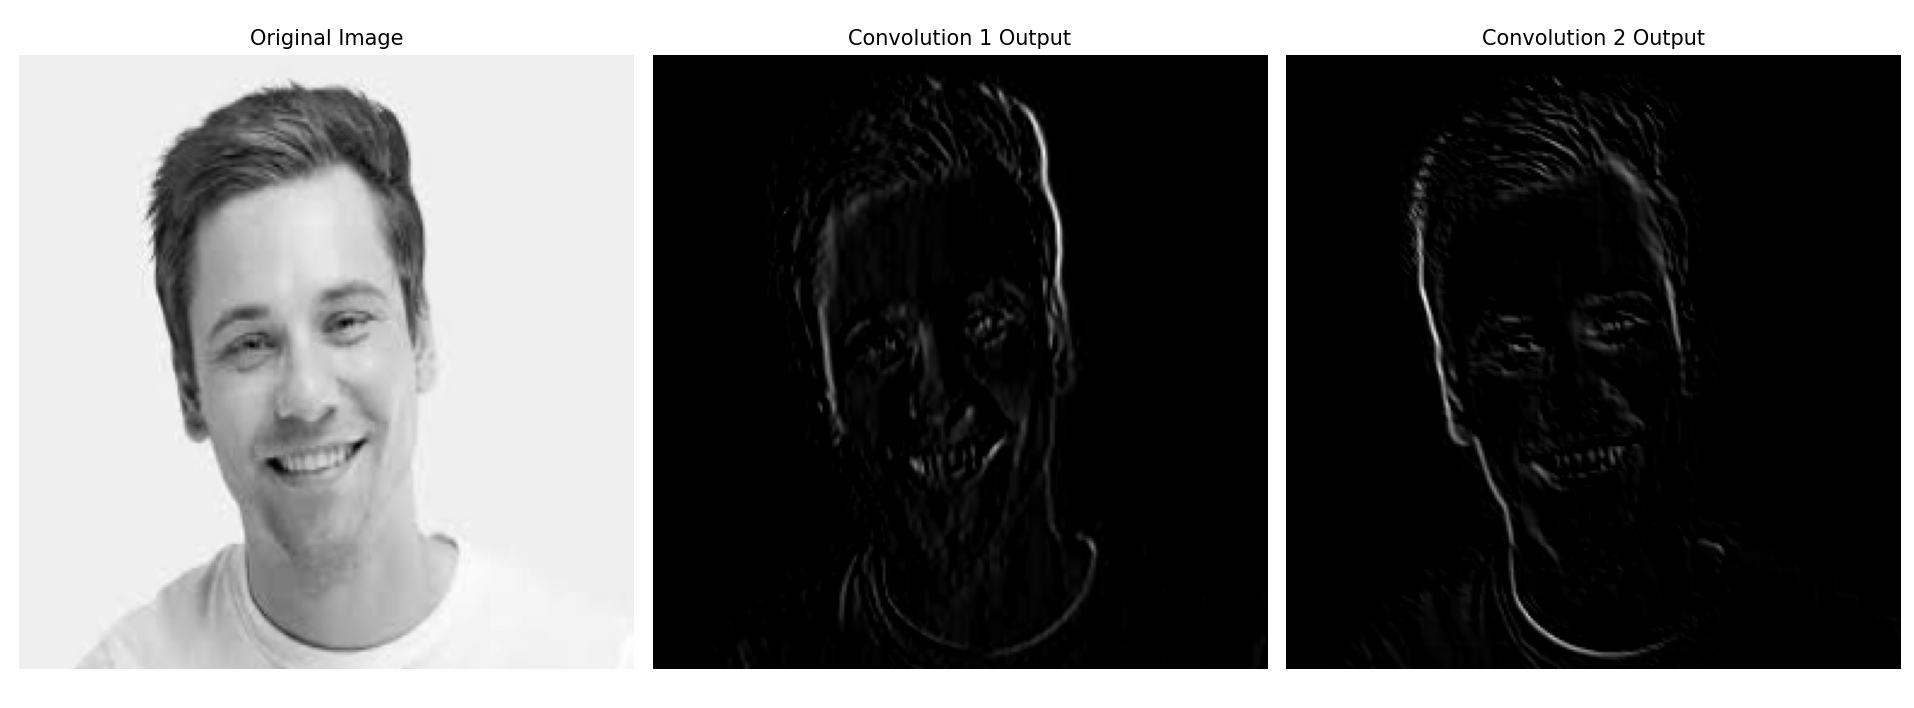 Original Image
Convolution 1 Output
Convolution 2 Output